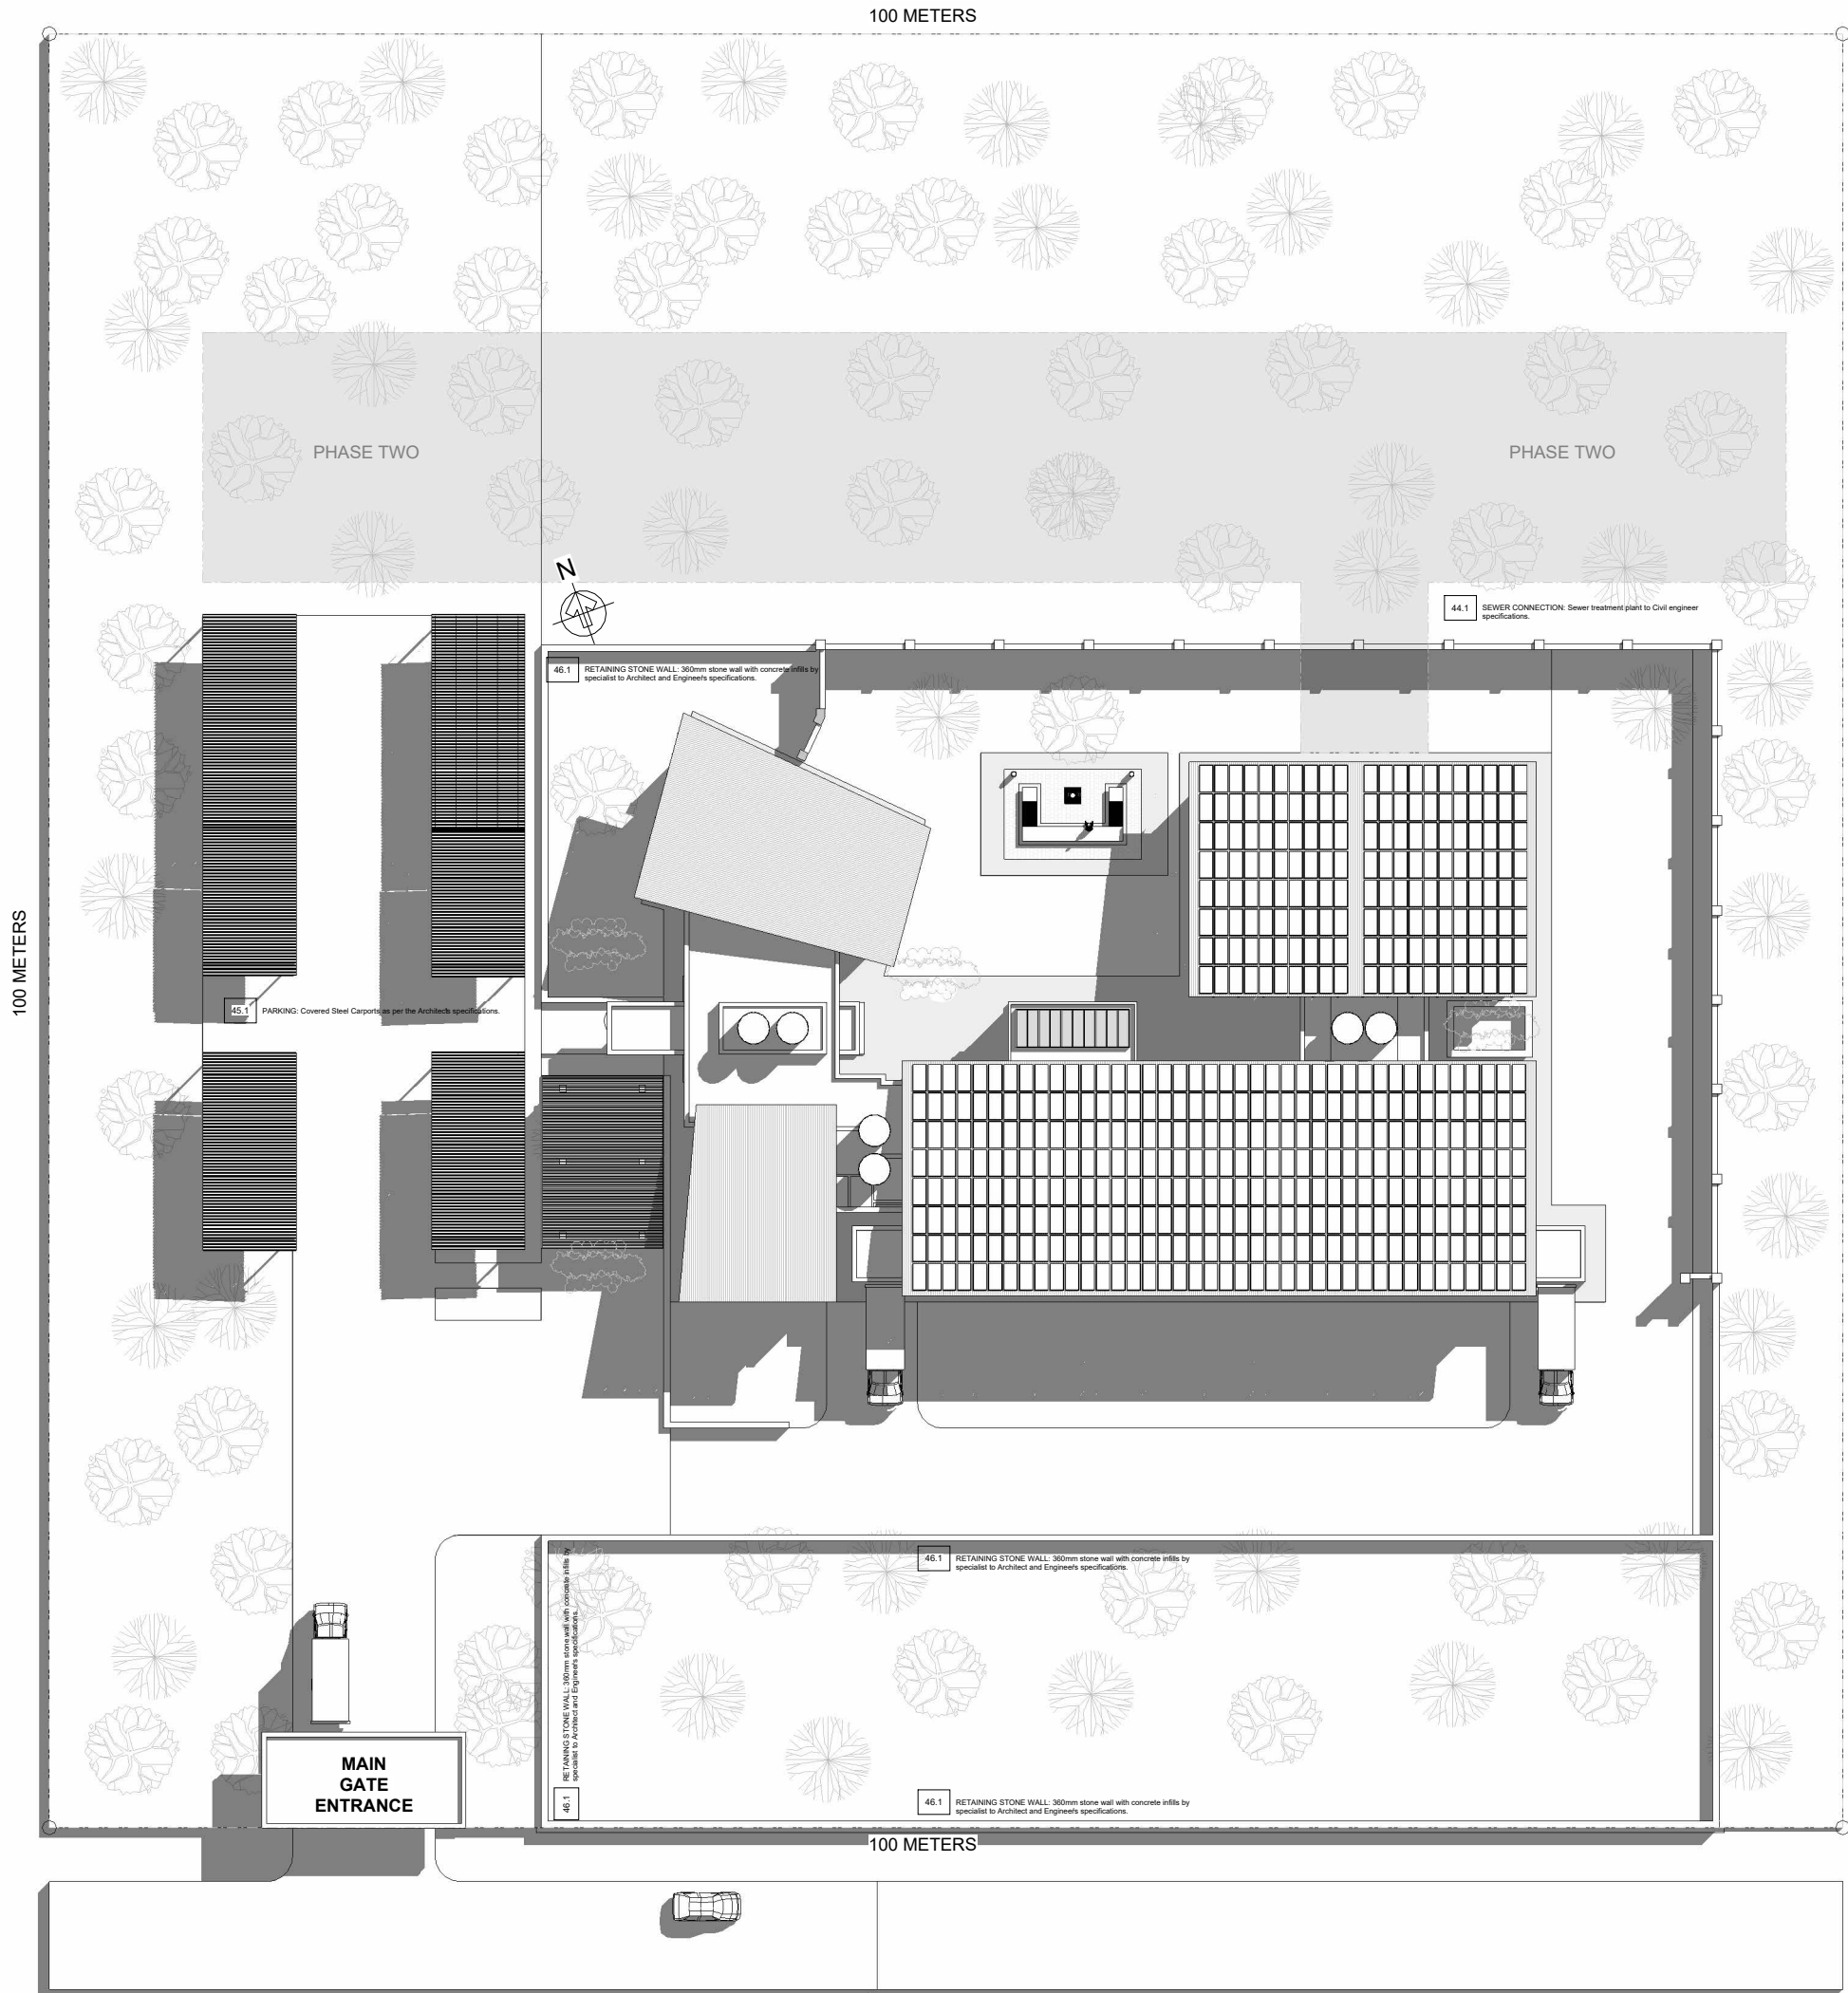 100 METERS
PHASE TWO
PHASE TWO
N
44.1
SEWER CONNECTION: Sewer treatment plant to Civil engineer
specifications.
46.1
RETAINING STONE WALL: 360mm stone wall with concrete infills by
specialist to Architect and Engineer's specifications.
100 METERS
45.1
PARKING: Covered Steel Carports as per the Architect's specifications.
46.1
RETAINING STONE WALL: 360mm stone wall with concrete infills by
specialist to Architect and Engineer's specifications.
46.1
RETAINING STONE WALL: 360mm stone wall with concrete infills by
specialist to Architect and Engineer's specifications.
MAIN
GATE
ENTRANCE
46.1
RETAINING STONE WALL: 360mm stone wall with concrete infills by
specialist to Architect and Engineer's specifications.
100 METERS